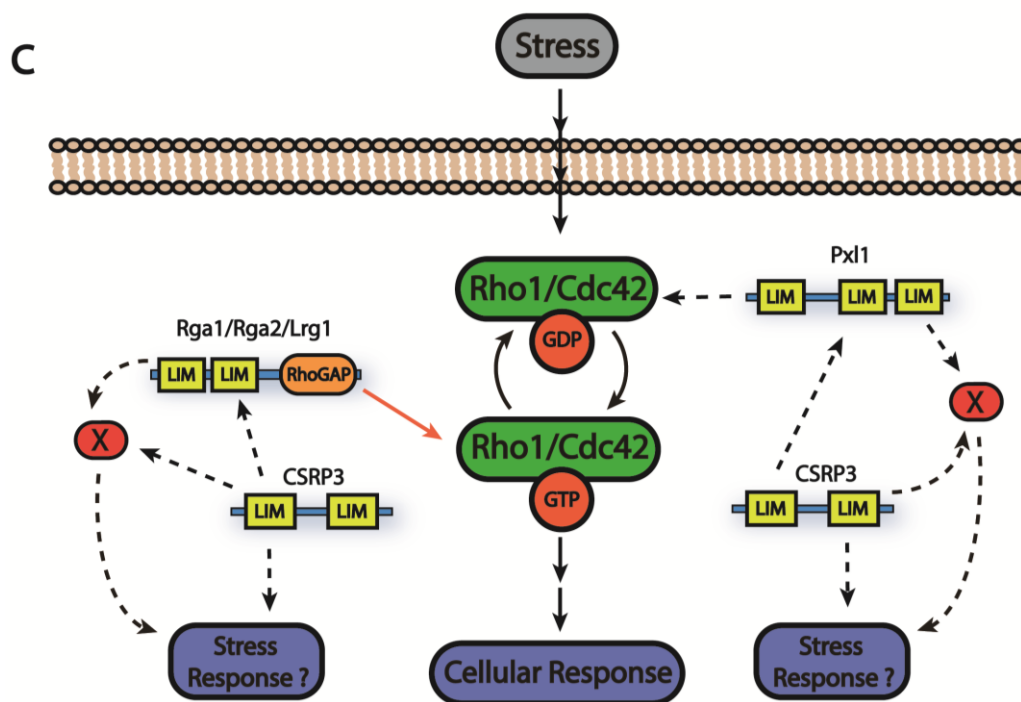 C
Stress
Rho1/Cdc42
GDP
Pxl1
LIM LIM LIM
Rga1/Rga2/Lrg1
LIM LIM RhoGAP
X
X
Rho1/Cdc42
GTP
CSRP3
LIM LIM
CSRP3
LIM LIM
Stress
Response ?
Cellular Response
Stress
Response ?